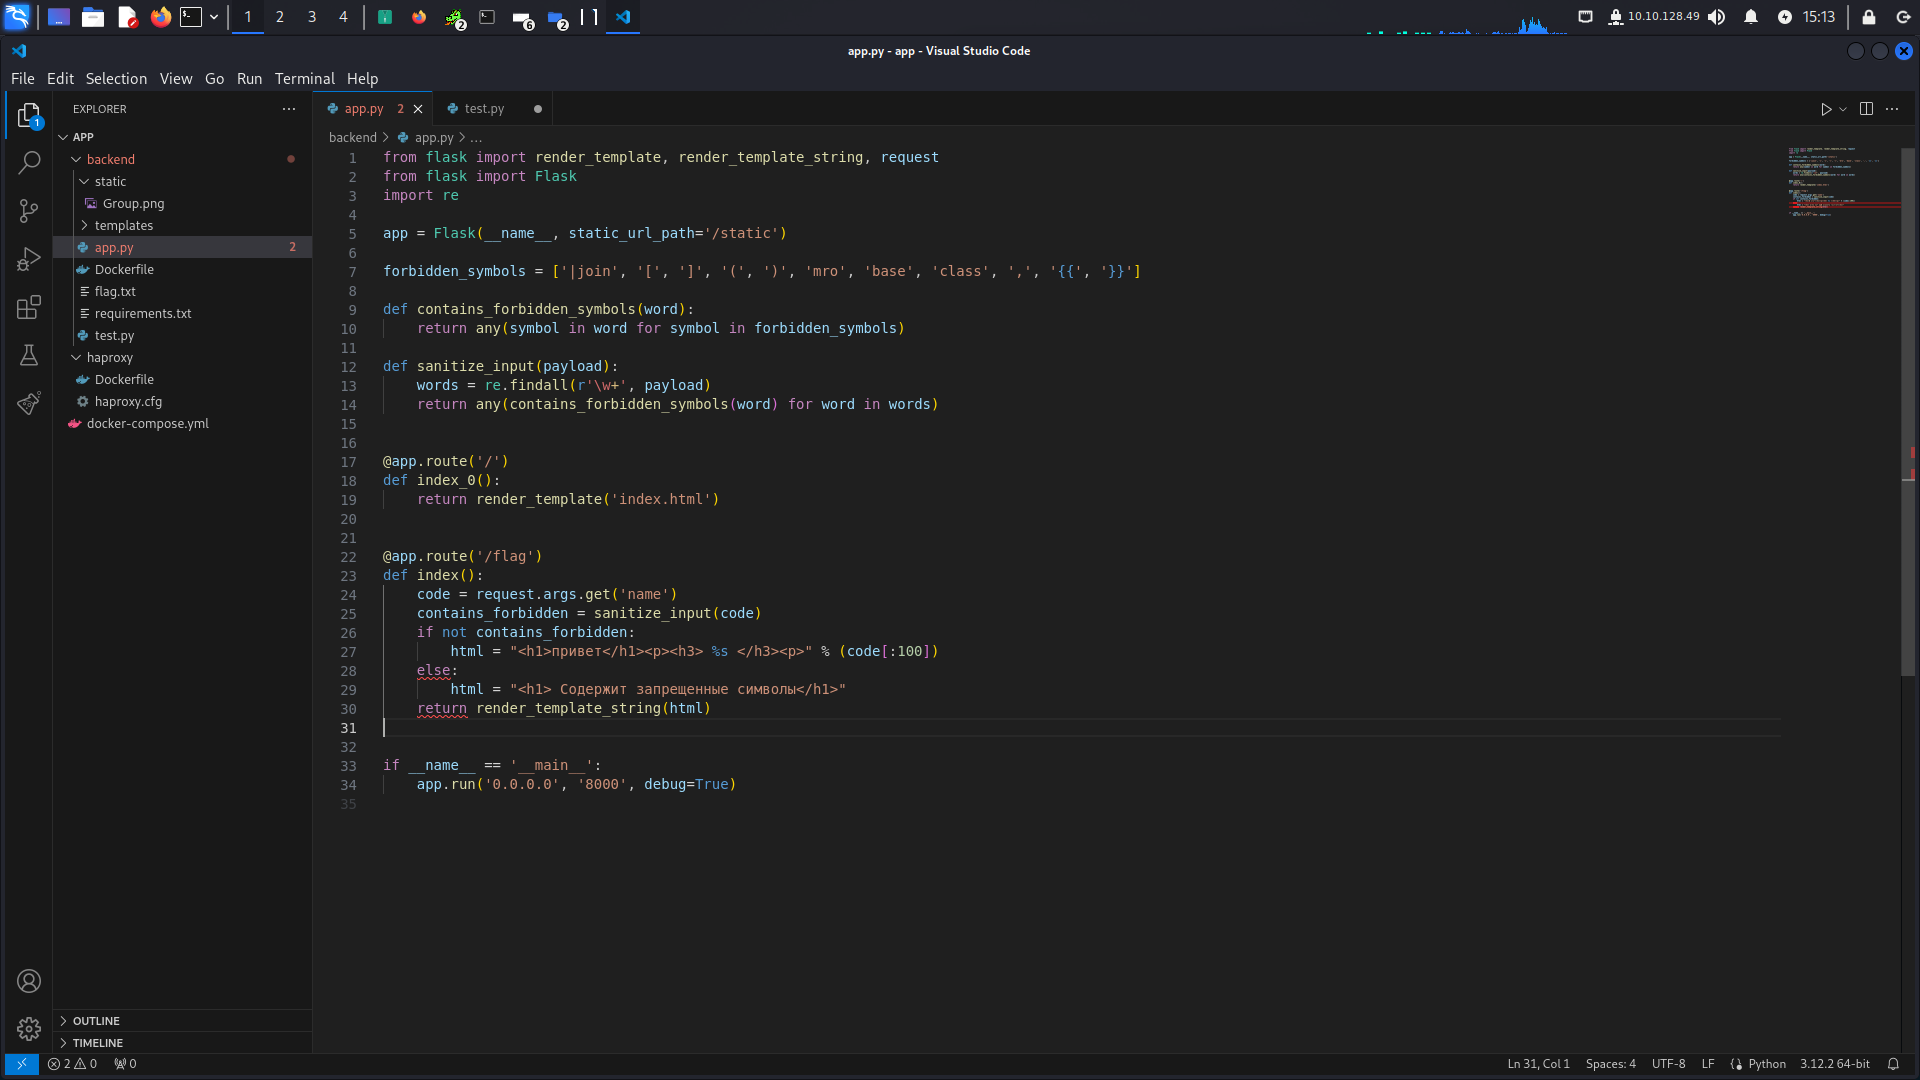 1 2 3 4
2
6
2
10.10.128.49
15:13
app.py - app - Visual Studio Code
File Edit Selection View Go Run Terminal Help
1
EXPLORER
APP
backend
static
Group.png
templates
app.py 2
Dockerfile
flag.txt
requirements.txt
test.py
haproxy
Dockerfile
haproxy.cfg
docker-compose.yml
OUTLINE
TIMELINE
app.py 2
test.py
backend > app.py > ...
1 from flask import render_template, render_template_string, request
2 from flask import Flask
3 import re
4
5 app = Flask(__name__, static_url_path='/static')
6
7 forbidden_symbols = ['|join', '[', ']', '(', ')', 'mro', 'base', 'class', ',', '{{', '}}']
8
9 def contains_forbidden_symbols(word):
10     return any(symbol in word for symbol in forbidden_symbols)
11
12 def sanitize_input(payload):
13     words = re.findall(r'\w+', payload)
14     return any(contains_forbidden_symbols(word) for word in words)
15
16
17 @app.route('/')
18 def index_0():
19     return render_template('index.html')
20
21
22 @app.route('/flag')
23 def index():
24     code = request.args.get('name')
25     contains_forbidden = sanitize_input(code)
26     if not contains_forbidden:
27         html = "<h1>привет</h1><p><h3> %s </h3><p>" % (code[:100])
28     else:
29         html = "<h1> Содержит запрещенные символы</h1>"
30     return render_template_string(html)
31
32
33 if __name__ == '__main__':
34     app.run('0.0.0.0', '8000', debug=True)
35
2 0 0
Ln 31, Col 1 Spaces: 4 UTF-8 LF Python 3.12.2 64-bit